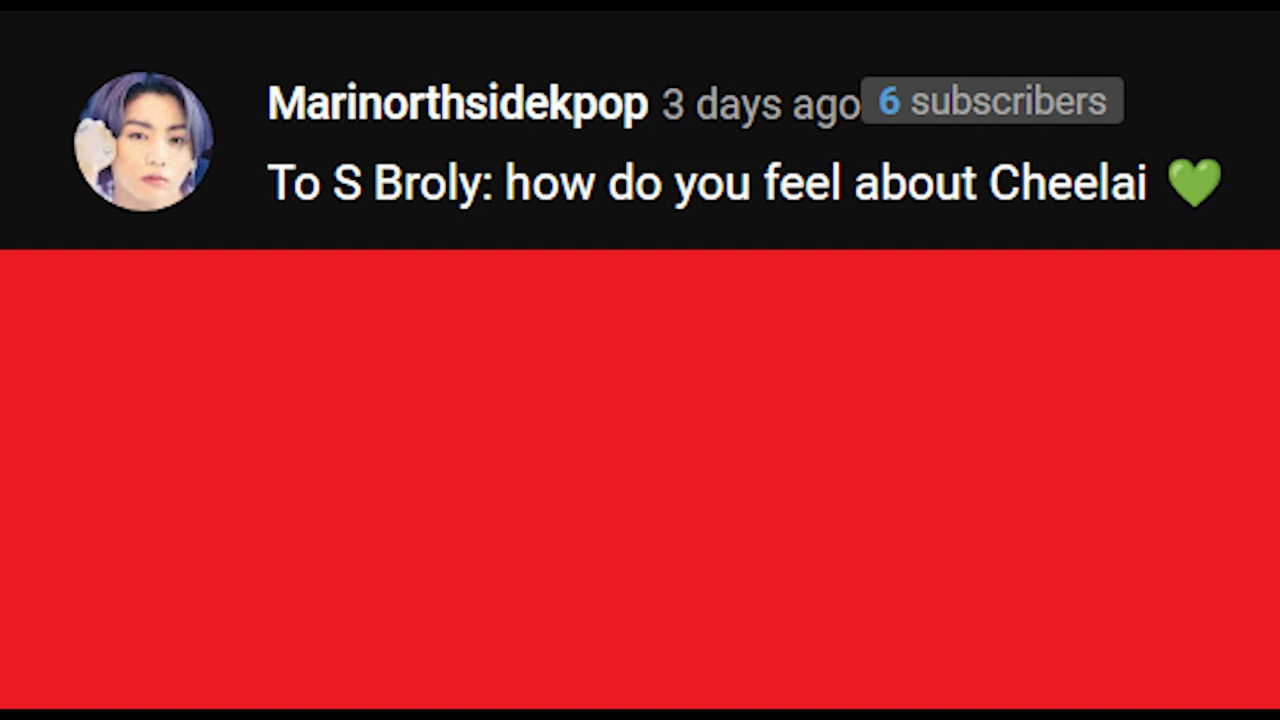 Marinorthsidekpop 3 days ago 6 subscribers
To S Broly: how do you feel about Cheelai 💚